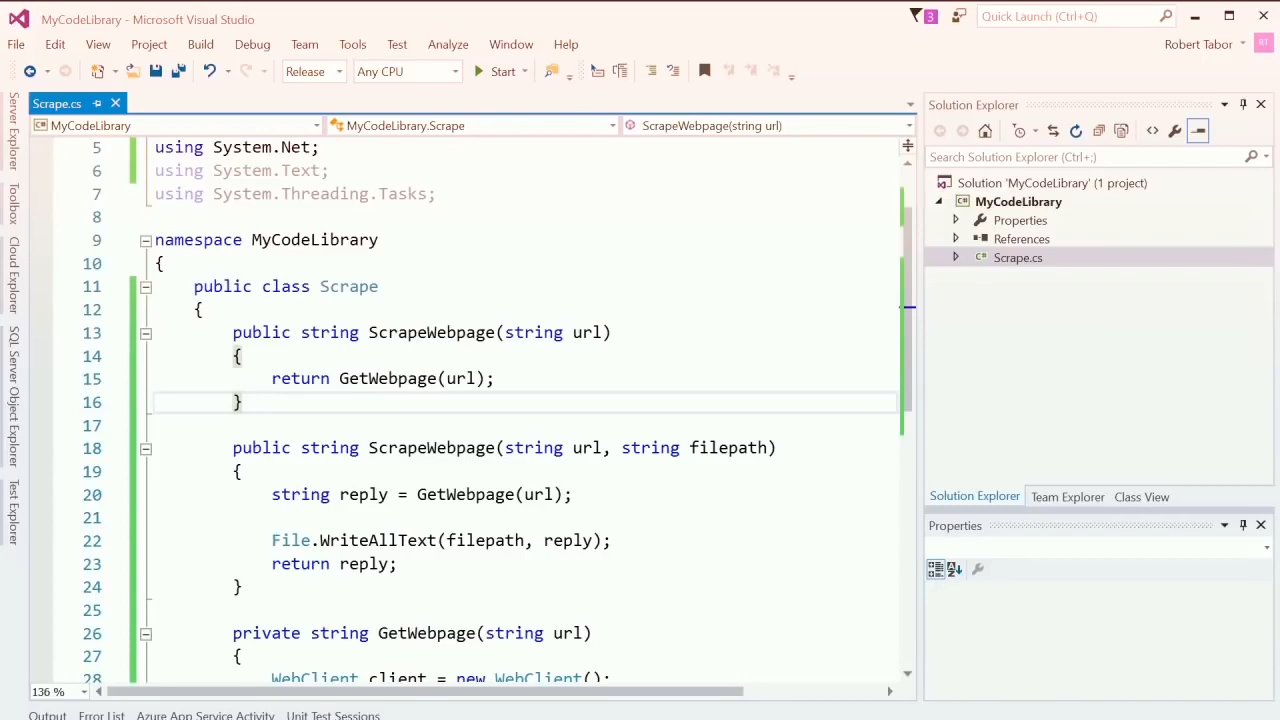 MyCodeLibrary - Microsoft Visual Studio
3
Quick Launch (Ctrl+Q)
File Edit View Project Build Debug Team Tools Test Analyze Window Help
Robert Tabor RT
Release Any CPU Start
Scrape.cs
MyCodeLibrary MyCodeLibrary.Scrape ScrapeWebpage(string url)
5 using System.Net;
6 using System.Text;
7 using System.Threading.Tasks;
8
9 namespace MyCodeLibrary
10 {
11 public class Scrape
12 {
13 public string ScrapeWebpage(string url)
14 {
15 return GetWebpage(url);
16 }
17
18 public string ScrapeWebpage(string url, string filepath)
19 {
20 string reply = GetWebpage(url);
21
22 File.WriteAllText(filepath, reply);
23 return reply;
24 }
25
26 private string GetWebpage(string url)
27 {
28 WebClient client = new WebClient();
136 %
Output Error List Azure App Service Activity Unit Test Sessions
Server Explorer
Toolbox
Cloud Explorer
SQL Server Object Explorer
Test Explorer
Solution Explorer
Search Solution Explorer (Ctrl+;)
Solution 'MyCodeLibrary' (1 project)
C# MyCodeLibrary
Properties
References
C# Scrape.cs
Solution Explorer Team Explorer Class View
Properties